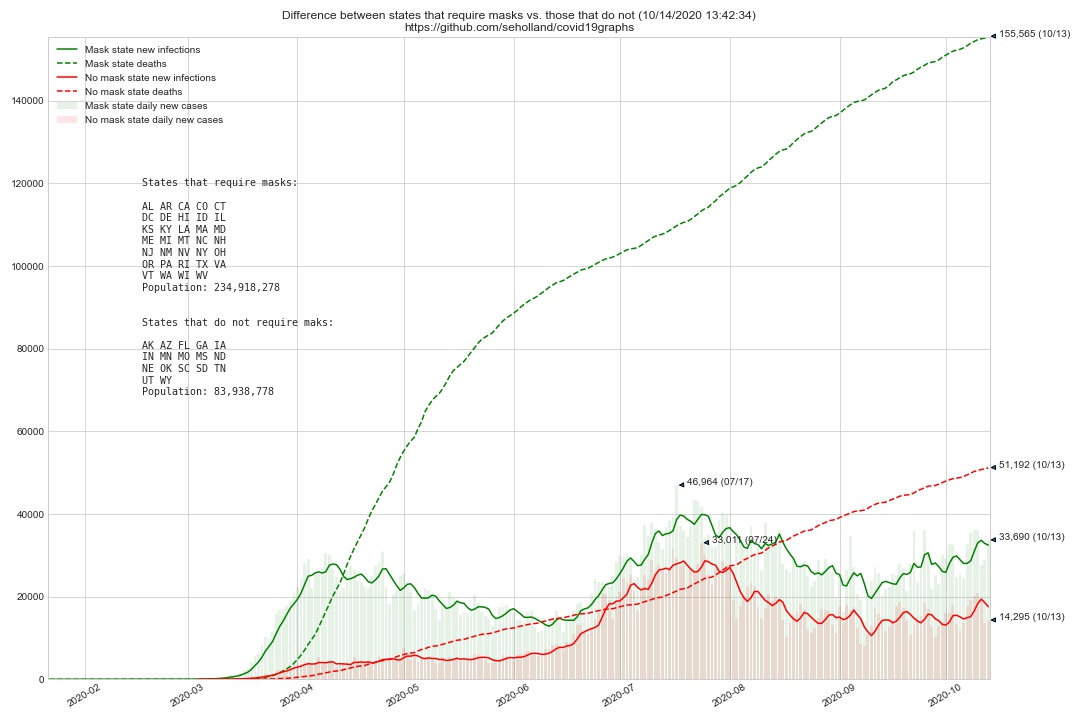 Difference between states that require masks vs. those that do not (10/14/2020 13:42:34)
https://github.com/seholland/covid19graphs
Mask state new infections
Mask state deaths
No mask state new infections
No mask state deaths
Mask state daily new cases
No mask state daily new cases
States that require masks:
AL AR CA CO CT
DC DE HI ID IL
KS KY LA MA MD
ME MI MT NC NH
NJ NM NV NY OH
OR PA RI TX VA
VT WA WI WV
Population: 234,918,278
States that do not require maks:
AK AZ FL GA IA
IN MN MO MS ND
NE OK SC SD TN
UT WY
Population: 83,938,778
155,565 (10/13)
51,192 (10/13)
46,964 (07/17)
33,011 (07/24)
33,690 (10/13)
14,295 (10/13)
140000
120000
100000
80000
60000
40000
20000
0
2020-02
2020-03
2020-04
2020-05
2020-06
2020-07
2020-08
2020-09
2020-10